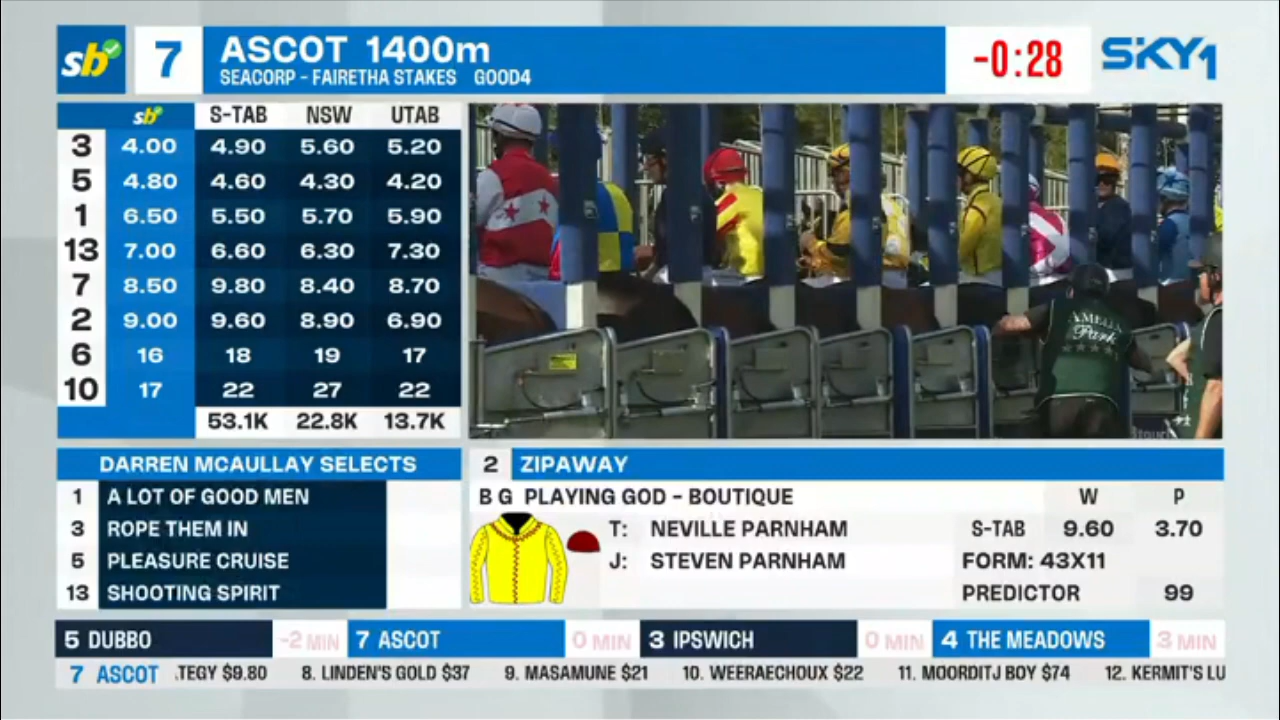 sb 7 ASCOT 1400m -0:28 SKY1
SEACORP - FAIRETHA STAKES GOOD4
sb S-TAB NSW UTAB
3 4.00 4.90 5.60 5.20
5 4.80 4.60 4.30 4.20
1 6.50 5.50 5.70 5.90
13 7.00 6.60 6.30 7.30
7 8.50 9.80 8.40 8.70
2 9.00 9.60 8.90 6.90
6 16 18 19 17
10 17 22 27 22
53.1K 22.8K 13.7K
Park
DARREN MCAULLAY SELECTS
1 A LOT OF GOOD MEN
3 ROPE THEM IN
5 PLEASURE CRUISE
13 SHOOTING SPIRIT
2 ZIPAWAY
B G PLAYING GOD - BOUTIQUE W P
T: NEVILLE PARNHAM S-TAB 9.60 3.70
J: STEVEN PARNHAM FORM: 43X11
PREDICTOR 99
5 DUBBO -2 MIN 7 ASCOT 0 MIN 3 IPSWICH 0 MIN 4 THE MEADOWS 3 MIN
7 ASCOT .TEGY $9.80 8. LINDEN'S GOLD $37 9. MASAMUNE $21 10. WEERAECHOUX $22 11. MOORDITJ BOY $74 12. KERMIT'S LU